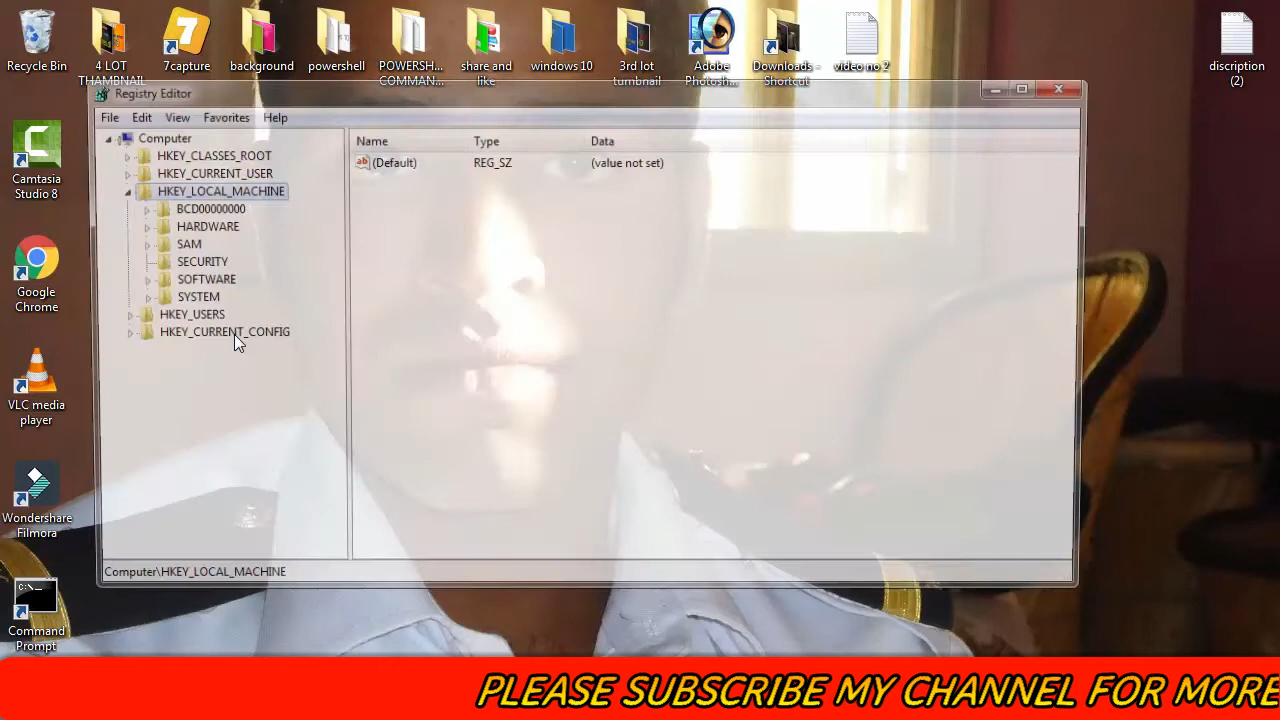 Recycle Bin
4 LOT
THAMBNAIL
7capture
background
powershell
POWERSH...
COMMAN...
share and
like
windows 10
3rd lot
tumbnail
Adobe
Photosh...
Downloads -
Shortcut
video no.2
discription
(2)
Camtasia
Studio 8
Google
Chrome
VLC media
player
Wondershare
Filmora
Command
Prompt
Registry Editor
File Edit View Favorites Help
Computer
HKEY_CLASSES_ROOT
HKEY_CURRENT_USER
HKEY_LOCAL_MACHINE
BCD00000000
HARDWARE
SAM
SECURITY
SOFTWARE
SYSTEM
HKEY_USERS
HKEY_CURRENT_CONFIG
Name Type Data
ab (Default) REG_SZ (value not set)
Computer\HKEY_LOCAL_MACHINE
PLEASE SUBSCRIBE MY CHANNEL FOR MORE